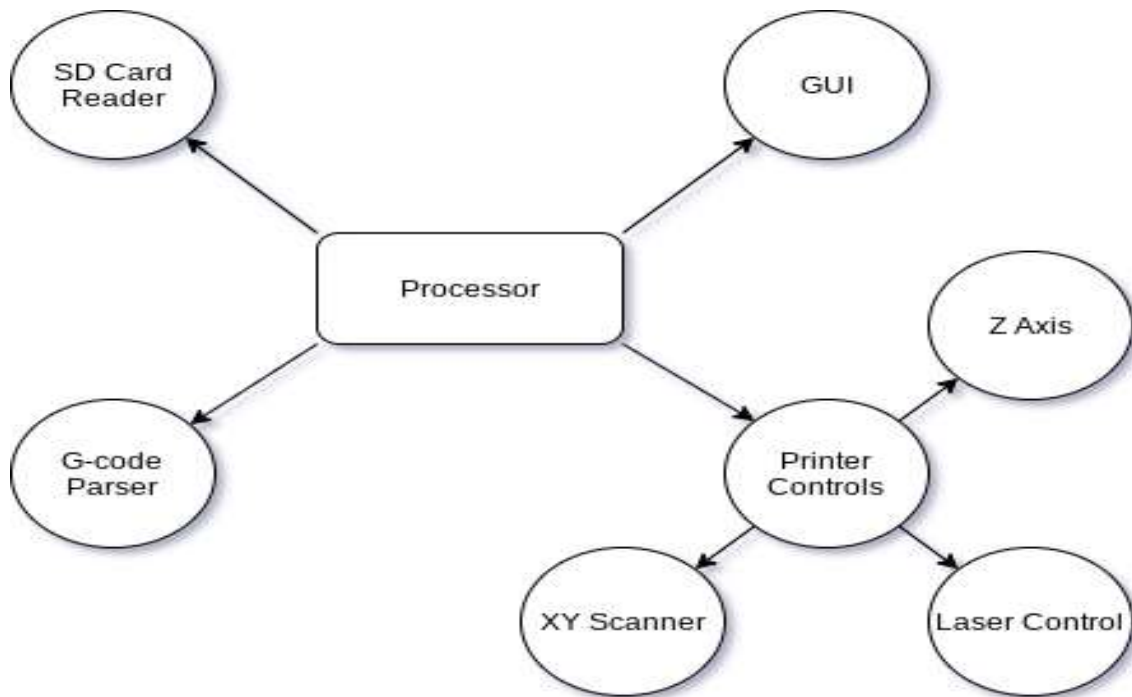 SD Card
Reader
GUI
Processor
Z Axis
G-code
Parser
Printer
Controls
XY Scanner
Laser Control